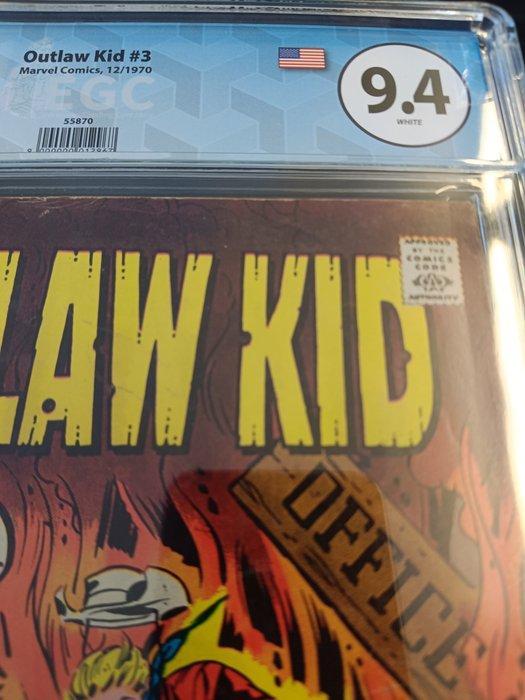 Outlaw Kid #3
Marvel Comics, 12/1970
EGC
55870
9.4
WHITE
LAW KID
APPROVED
BY THE
COMICS
CODE
AUTHORITY
OFFICE